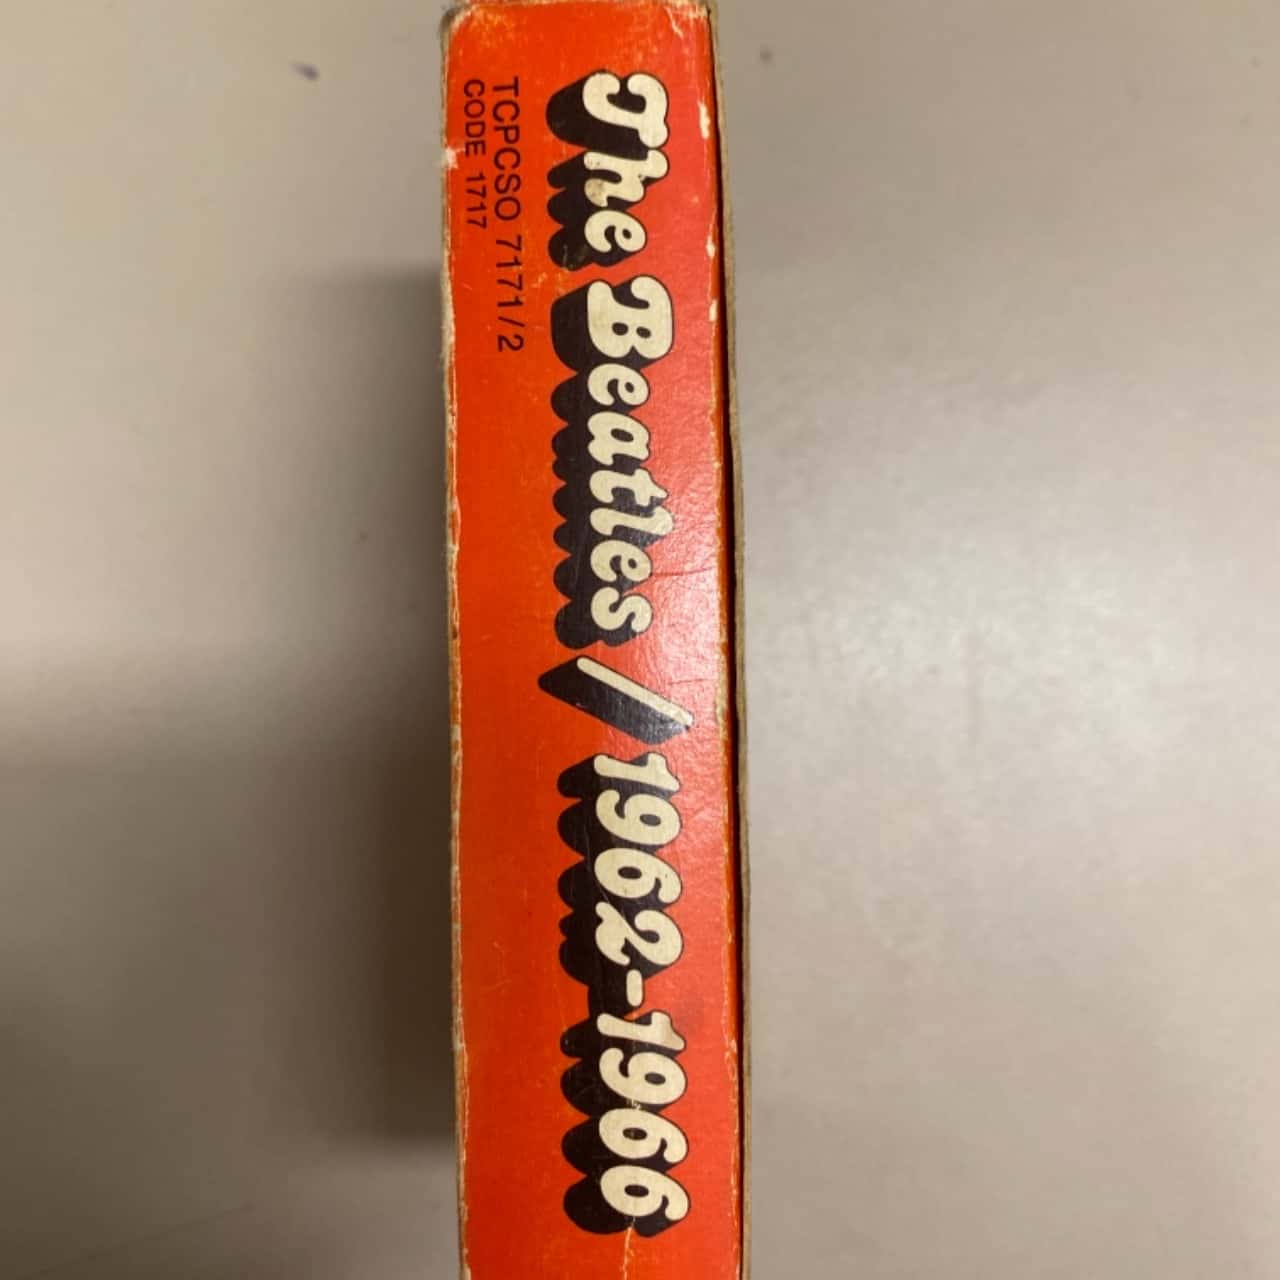 The Beatles / 1962-1966
TCPCSO 7171/2
CODE 1717